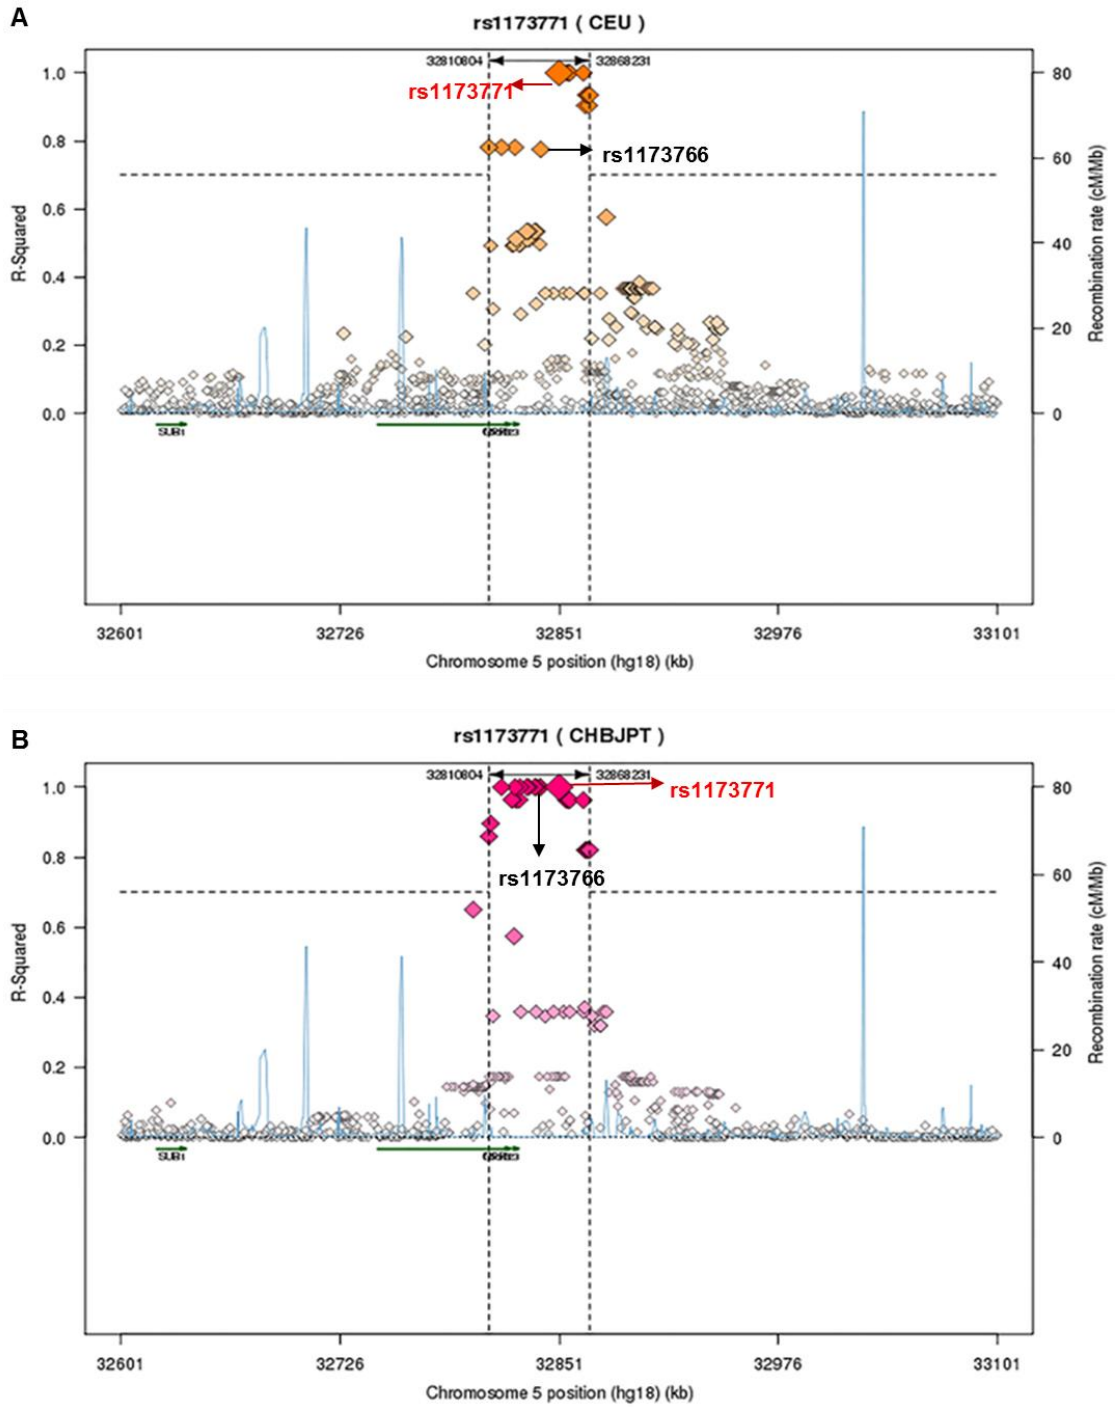 A
rs1173771 ( CEU )
32810804
32868231
1.0
80
rs1173771
0.8
rs1173766
60
0.6
R-Squared
40
Recombination rate (cM/Mb)
0.4
20
0.2
0.0
0
SUB1
32601
32726
32851
32976
33101
Chromosome 5 position (hg18) (kb)
B
rs1173771 ( CHBJPT )
32810804
32868231
1.0
80
rs1173771
0.8
rs1173766
60
0.6
R-Squared
40
Recombination rate (cM/Mb)
0.4
20
0.2
0.0
0
SUB1
32601
32726
32851
32976
33101
Chromosome 5 position (hg18) (kb)